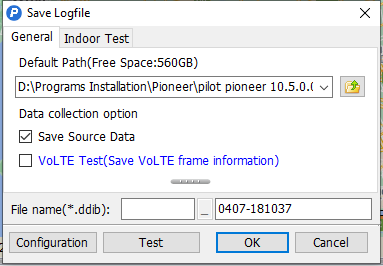 Save Logfile
General Indoor Test
Default Path(Free Space:560GB)
D:\Programs Installation\Pioneer\pilot pioneer 10.5.0.0
Data collection option
Save Source Data
VoLTE Test(Save VoLTE frame information)
File name(*.ddib): _ 0407-181037
Configuration Test OK Cancel